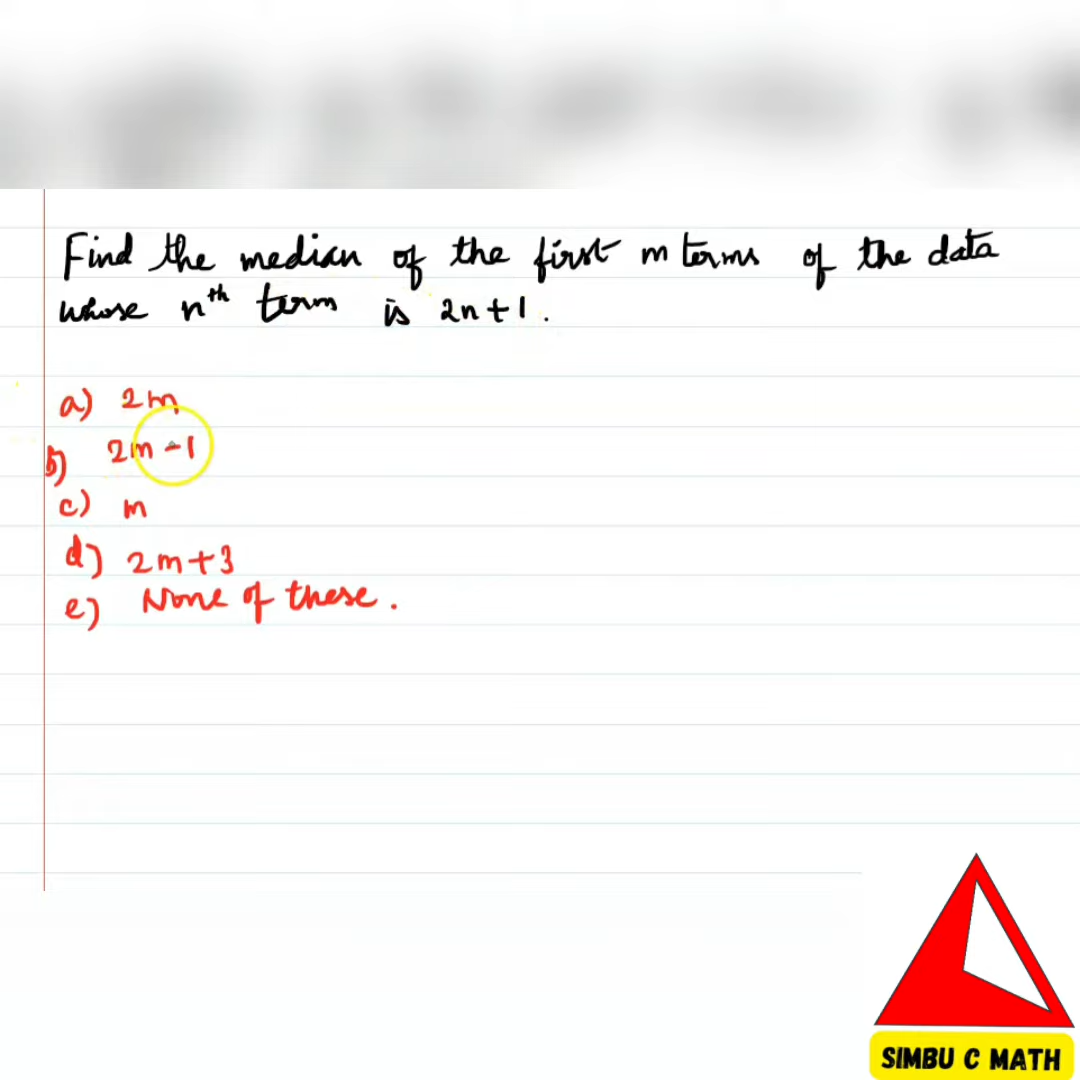 Find the median of the first m terms of the data
whose nth term is 2n+1.
a) 2m
b) 2m-1
c) m
d) 2m+3
e) None of these.
SIMBU C MATH